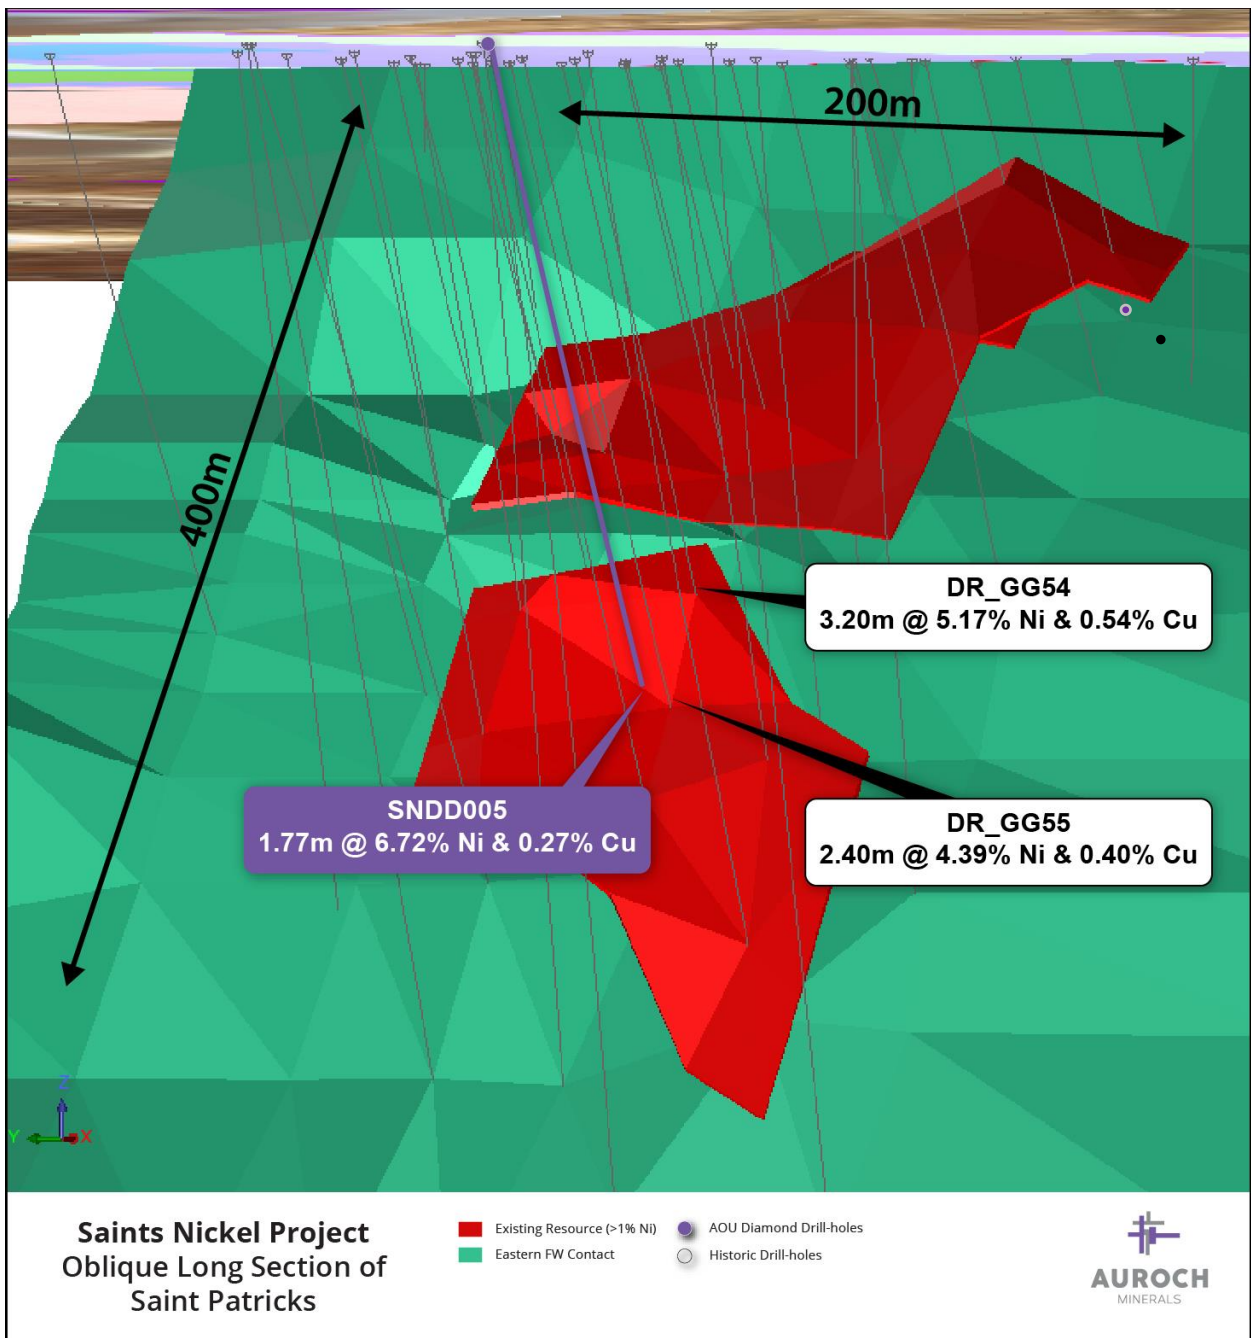 200m
400m
DR_GG54
3.20m @ 5.17% Ni & 0.54% Cu
SNDD005
1.77m @ 6.72% Ni & 0.27% Cu
DR_GG55
2.40m @ 4.39% Ni & 0.40% Cu
Z
Y
X
Saints Nickel Project
Oblique Long Section of
Saint Patricks
Existing Resource (>1% Ni)
Eastern FW Contact
AOU Diamond Drill-holes
Historic Drill-holes
AUROCH
MINERALS